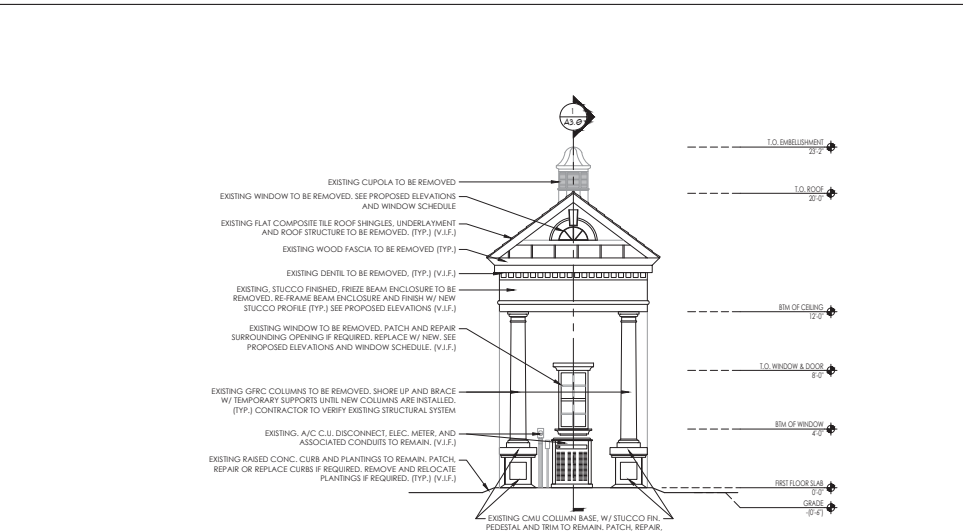 1
A3.0
T.O. EMBELLISHMENT
23'-2"
T.O. ROOF
20'-0"
EXISTING CUPOLA TO BE REMOVED
EXISTING WINDOW TO BE REMOVED. SEE PROPOSED ELEVATIONS
AND WINDOW SCHEDULE
EXISTING FLAT COMPOSITE TILE ROOF SHINGLES, UNDERLAYMENT
AND ROOF STRUCTURE TO BE REMOVED. (TYP.) (V.I.F.)
EXISTING WOOD FASCIA TO BE REMOVED (TYP.)
EXISTING DENTIL TO BE REMOVED, (TYP.) (V.I.F.)
EXISTING, STUCCO FINISHED, FRIEZE BEAM ENCLOSURE TO BE
REMOVED. RE-FRAME BEAM ENCLOSURE AND FINISH W/ NEW
STUCCO PROFILE (TYP.) SEE PROPOSED ELEVATIONS (V.I.F.)
BTM OF CEILING
12'-0"
EXISTING WINDOW TO BE REMOVED. PATCH AND REPAIR
SURROUNDING OPENING IF REQUIRED. REPLACE W/ NEW. SEE
PROPOSED ELEVATIONS AND WINDOW SCHEDULE. (V.I.F.)
T.O. WINDOW & DOOR
8'-0"
EXISTING GFRC COLUMNS TO BE REMOVED. SHORE UP AND BRACE
W/ TEMPORARY SUPPORTS UNTIL NEW COLUMNS ARE INSTALLED.
(TYP.) CONTRACTOR TO VERIFY EXISTING STRUCTURAL SYSTEM
BTM OF WINDOW
4'-0"
EXISTING. A/C C.U. DISCONNECT, ELEC. METER, AND
ASSOCIATED CONDUITS TO REMAIN. (V.I.F.)
EXISTING RAISED CONC. CURB AND PLANTINGS TO REMAIN. PATCH,
REPAIR OR REPLACE CURBS IF REQUIRED. REMOVE AND RELOCATE
PLANTINGS IF REQUIRED. (TYP.) (V.I.F.)
FIRST FLOOR SLAB
0'-0"
GRADE
-(0'-6")
EXISTING CMU COLUMN BASE, W/ STUCCO FIN.
PEDESTAL AND TRIM TO REMAIN. PATCH, REPAIR,